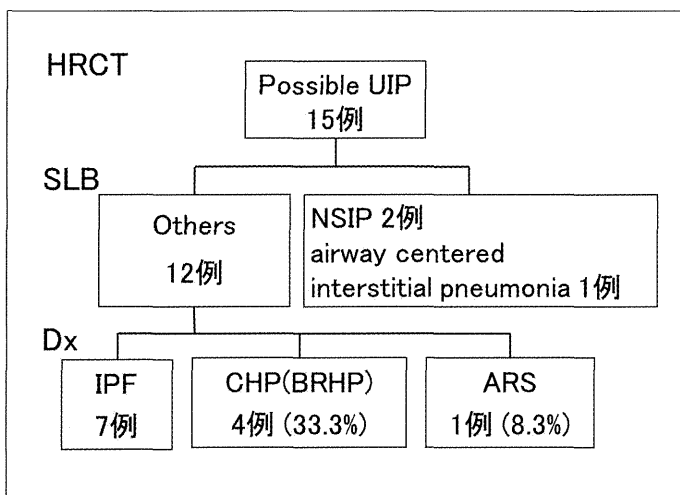 HRCT
Possible UIP
15例
SLB
Others
12例
NSIP 2例
airway centered
interstitial pneumonia 1例
Dx
IPF
7例
CHP(BRHP)
4例 (33.3%)
ARS
1例 (8.3%)